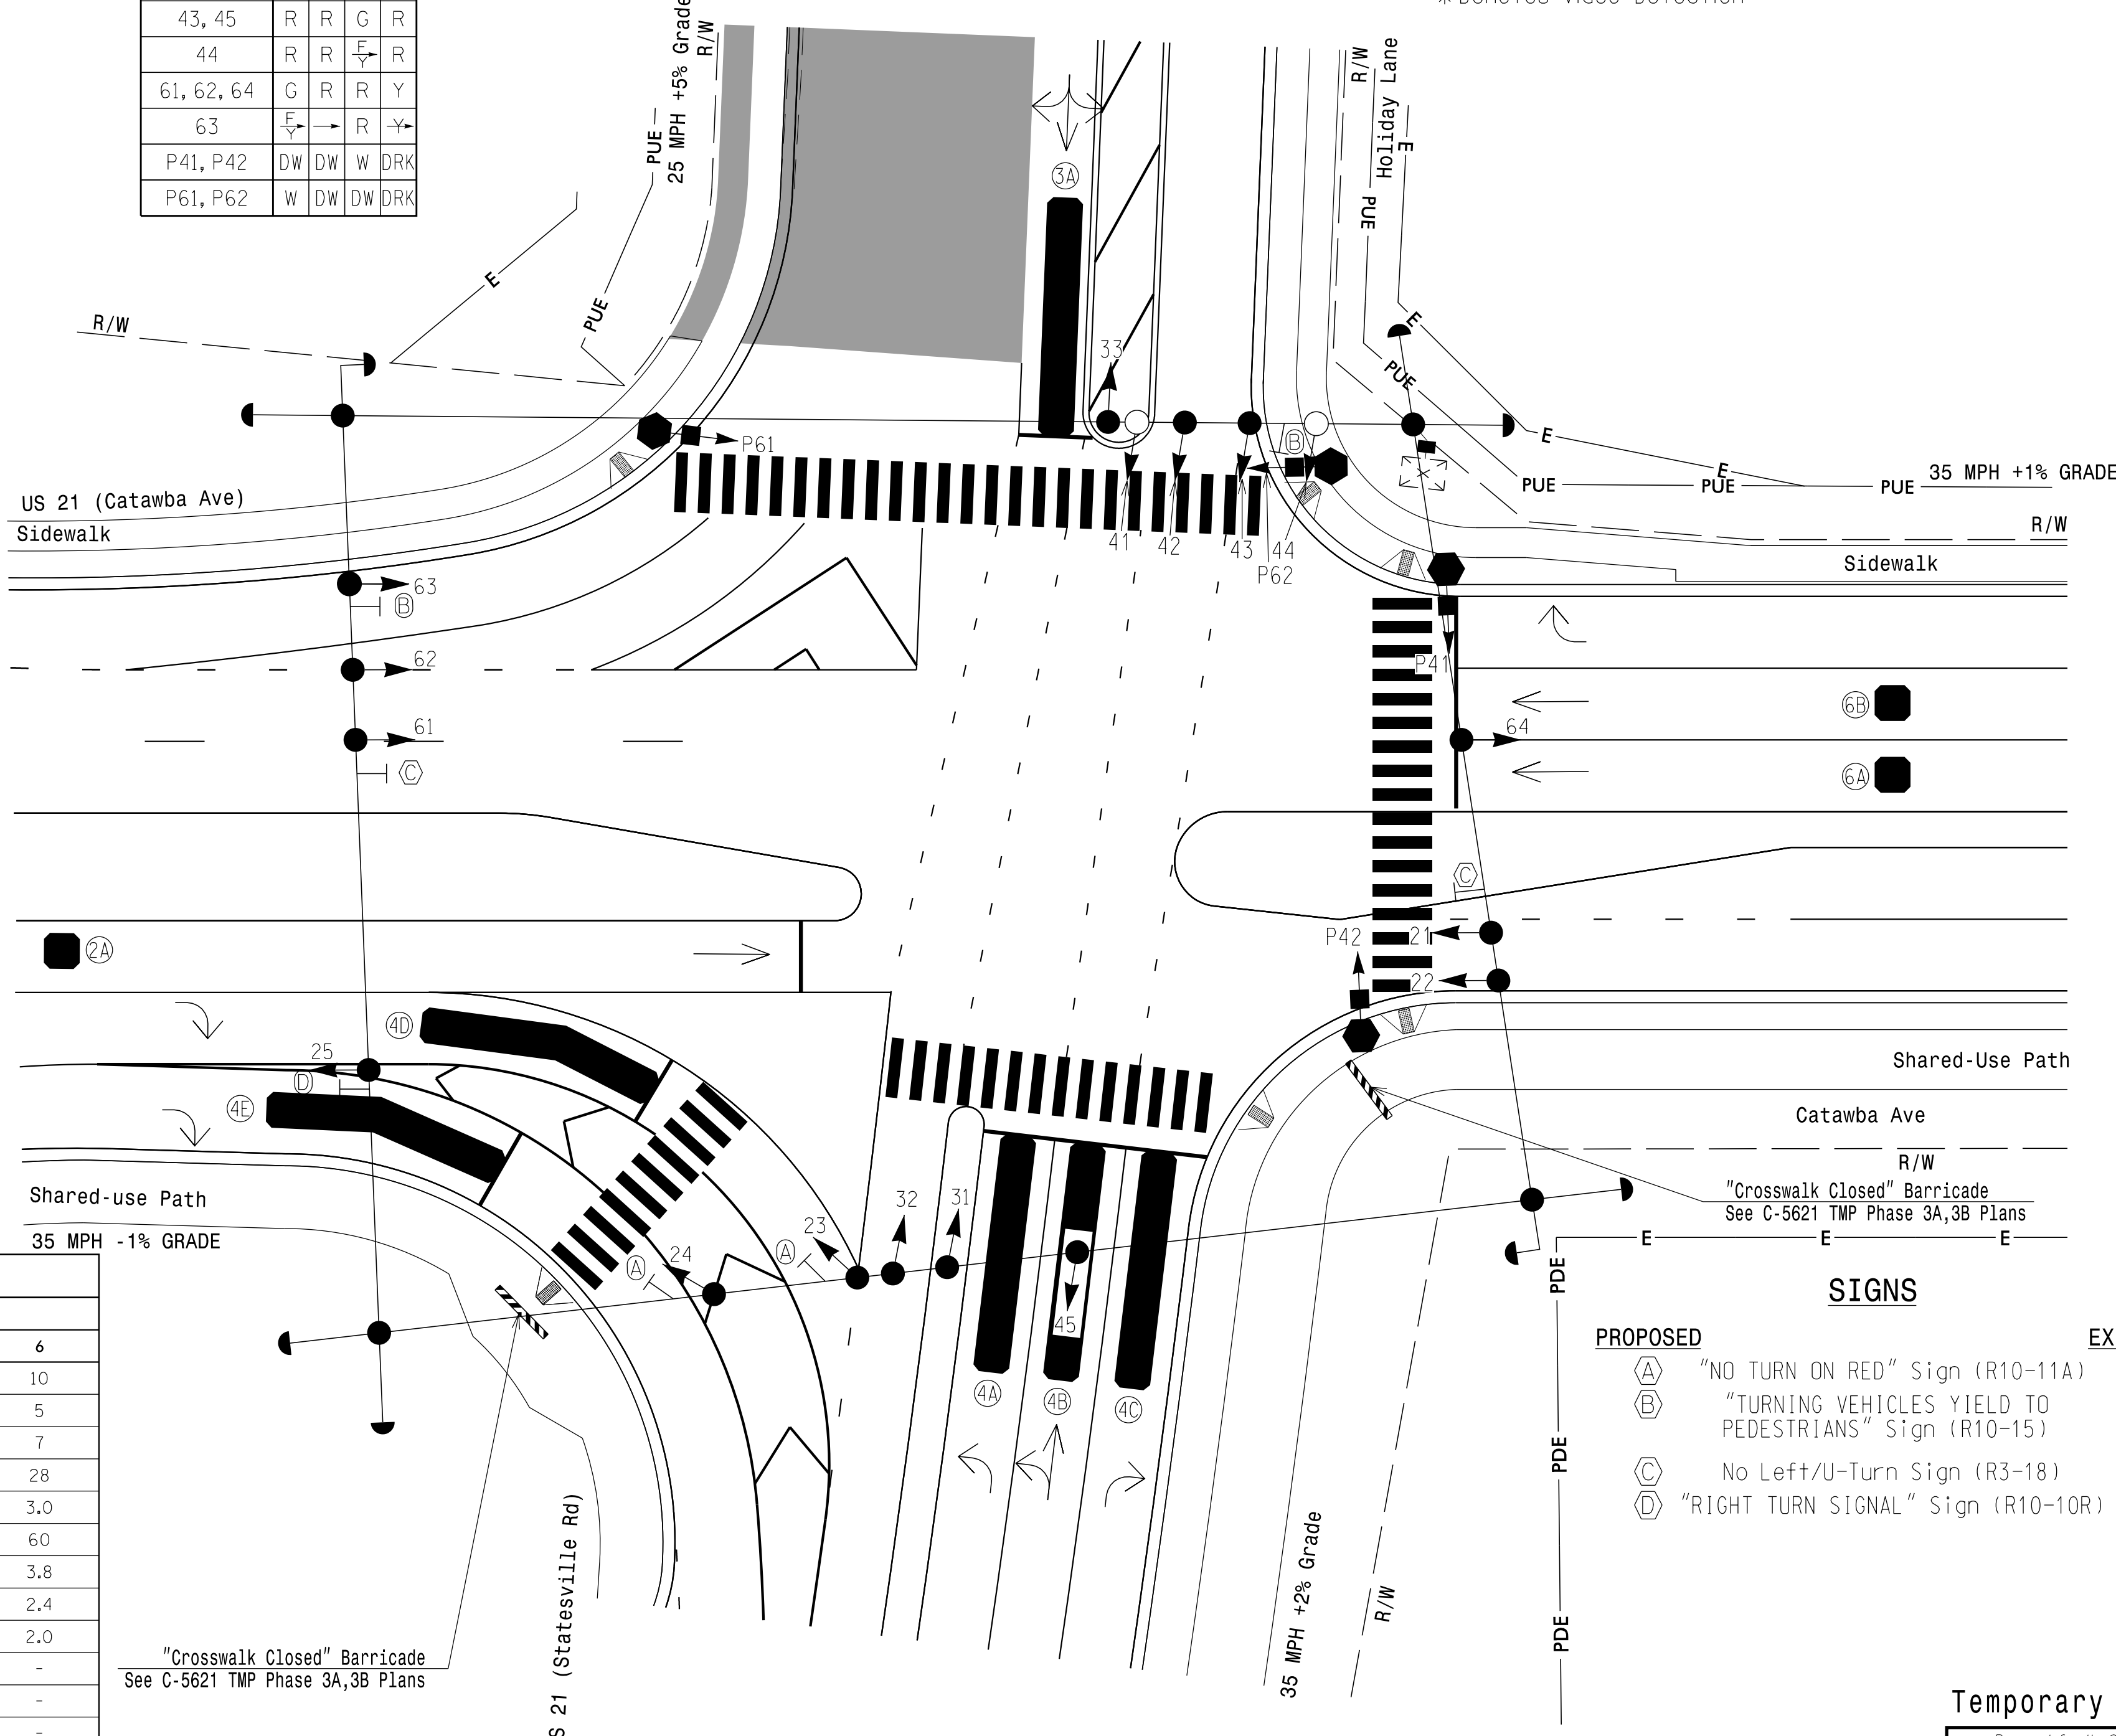 43, 45 R R G R
44 R R F Y R
61, 62, 64 G R R Y
63 F Y R Y
P41, P42 DW DW W DRK
P61, P62 W DW DW DRK
25 MPH +5% Grade
R/W
PUE
PUE
E
R/W
R/W
Holiday Lane
PUE
E
PUE
E
E
E
PUE
PUE
PUE
35 MPH +1% GRADE
R/W
3A
33
P61
B
41
42
43
44
P62
US 21 (Catawba Ave)
Sidewalk
Sidewalk
63
B
62
61
C
P41
64
6B
6A
C
2A
P42
21
22
4D
25
D
4E
Shared-Use Path
Catawba Ave
R/W
"Crosswalk Closed" Barricade
See C-5621 TMP Phase 3A,3B Plans
Shared-use Path
35 MPH -1% GRADE
A
24
A
23
32
31
45
4A
4B
4C
E
E
E
PDE
PDE
PDE
6
10
5
7
28
3.0
60
3.8
2.4
2.0
-
-
-
"Crosswalk Closed" Barricade
See C-5621 TMP Phase 3A,3B Plans
21 (Statesville Rd)
35 MPH +2% Grade
R/W
SIGNS
PROPOSED
A "NO TURN ON RED" Sign (R10-11A)
B "TURNING VEHICLES YIELD TO
PEDESTRIANS" Sign (R10-15)
C No Left/U-Turn Sign (R3-18)
D "RIGHT TURN SIGNAL" Sign (R10-10R)
Temporary